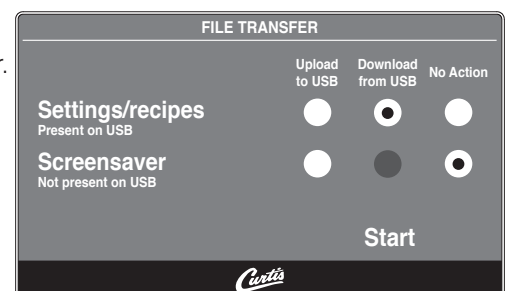 FILE TRANSFER
r.
Upload to USB
Download from USB
No Action
Settings/recipes
Present on USB
Screensaver
Not present on USB
Start
Curtis